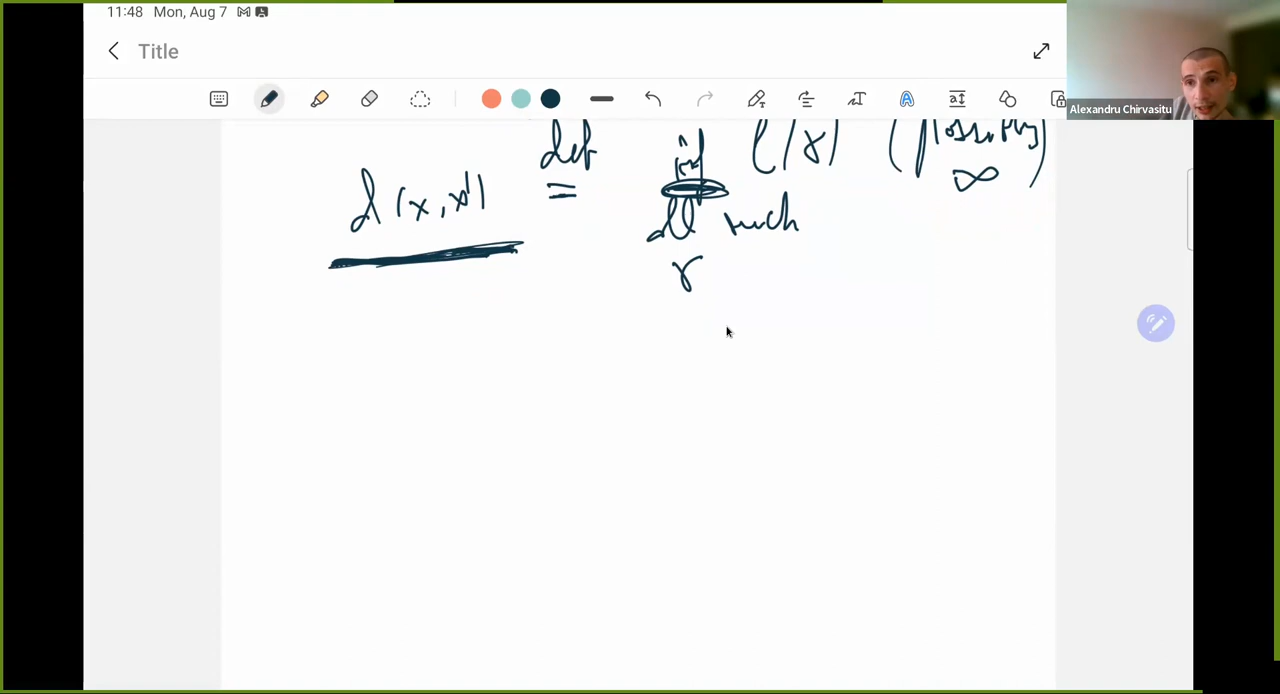 11:48 Mon, Aug 7
Title
Alexandru Chirvasitu
d(x, x') def = inf l(γ) (possibly ∞)
all such
γ